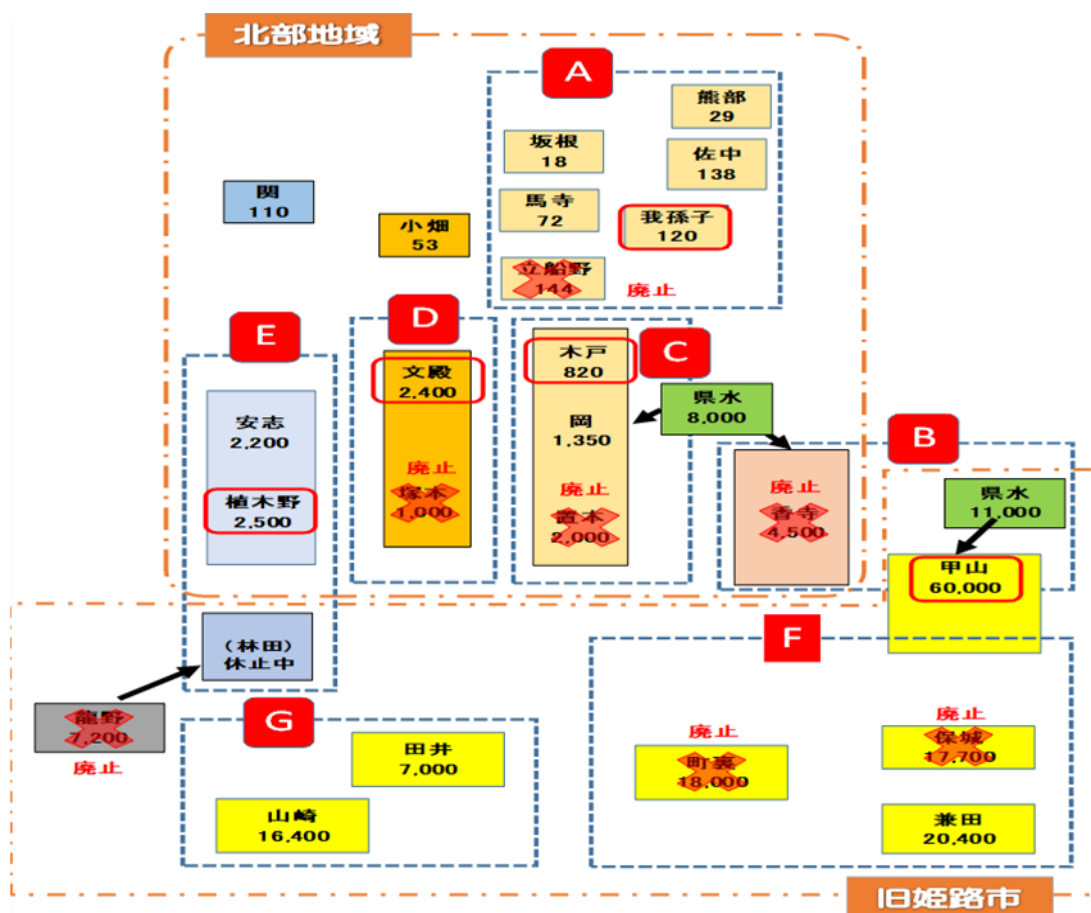 北部地域
A
熊部
29
坂根
18
佐中
138
関
110
馬寺
72
我孫子
120
小畑
53
立船野
144
廃止
E
D
C
文殿
2,400
木戸
820
県水
8,000
安志
2,200
岡
1,350
B
廃止
塚本
1,000
廃止
置本
2,000
廃止
香寺
4,500
県水
11,000
植木野
2,500
甲山
60,000
(林田)
休止中
F
龍野
7,200
廃止
G
田井
7,000
山崎
16,400
廃止
町裏
18,000
廃止
保城
17,700
兼田
20,400
旧姫路市